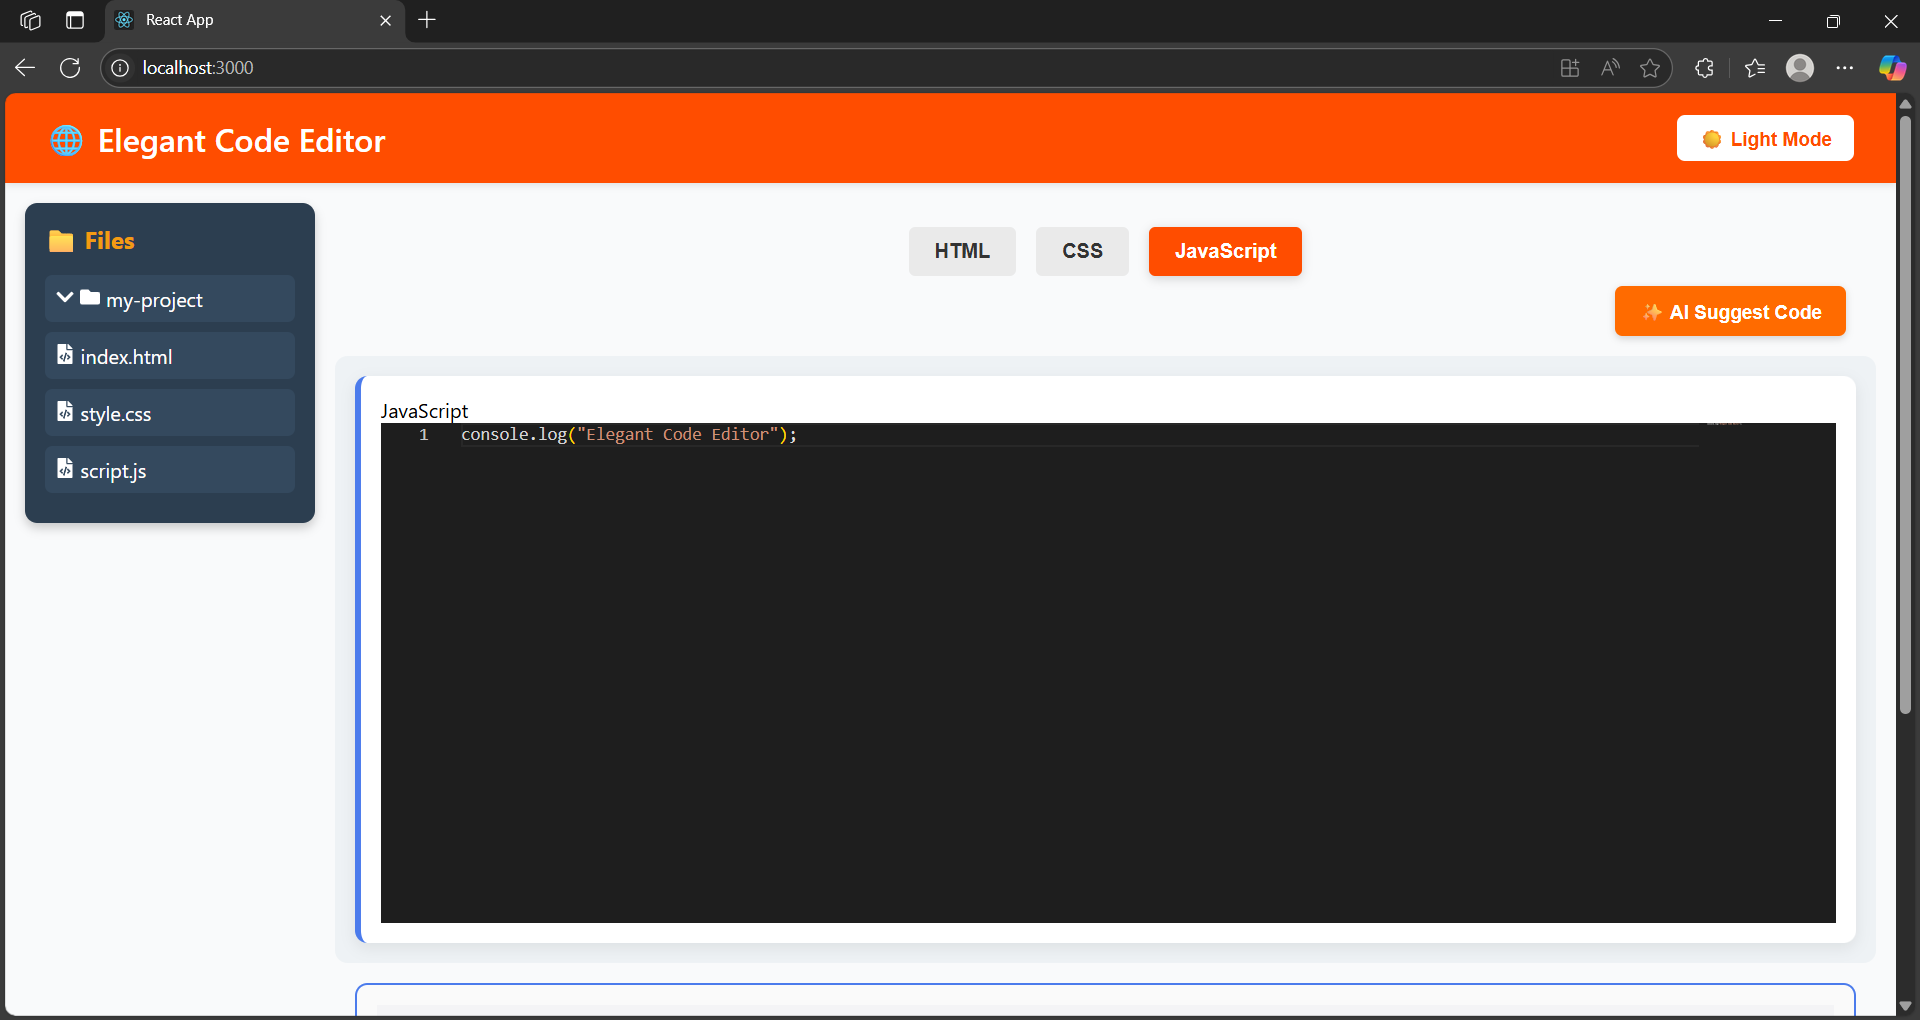 React App
localhost:3000
Elegant Code Editor
Light Mode
Files
my-project
index.html
style.css
script.js
HTML
CSS
JavaScript
AI Suggest Code
JavaScript
1 console.log("Elegant Code Editor");